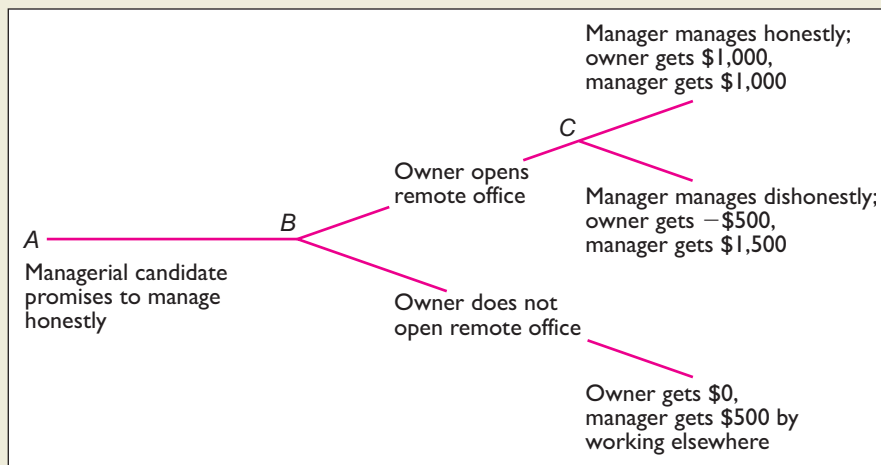 A
Managerial candidate
promises to manage
honestly
B
Owner opens
remote office
Owner does not
open remote office
C
Manager manages honestly;
owner gets $1,000,
manager gets $1,000
Manager manages dishonestly;
owner gets −$500,
manager gets $1,500
Owner gets $0,
manager gets $500 by
working elsewhere